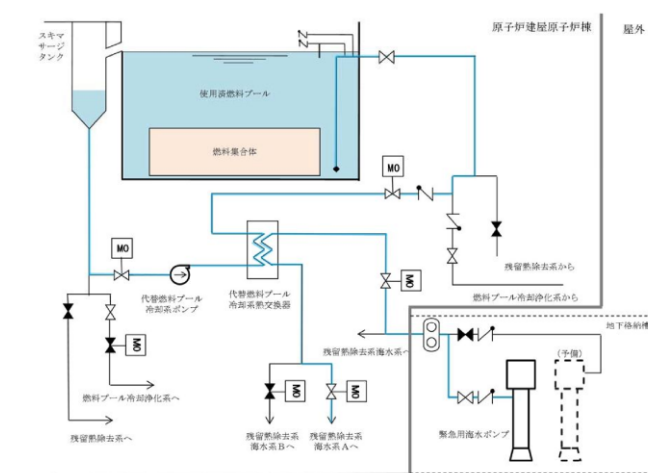 スキマ
サージ
タンク
原子炉建屋原子炉棟
屋外
使用済燃料プール
燃料集合体
MO
MO
代替燃料プール
冷却系ポンプ
代替燃料プール
冷却系熱交換器
MO
残留熱除去系から
燃料プール冷却浄化系から
地下格納槽
残留熱除去系海水系へ
(予備)
MO
燃料プール冷却浄化系へ
MO
MO
残留熱除去系へ
残留熱除去系
海水系Bへ
残留熱除去系
海水系Aへ
緊急用海水ポンプ